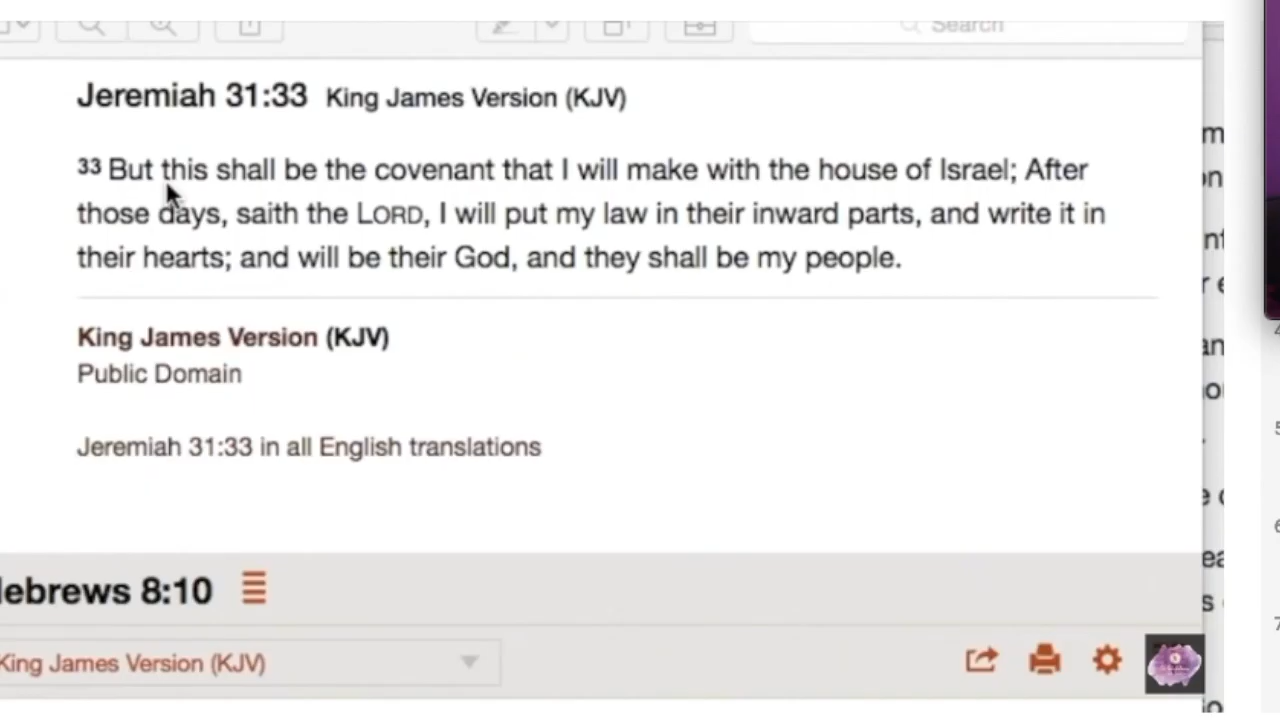 Search
Jeremiah 31:33 King James Version (KJV)
33 But this shall be the covenant that I will make with the house of Israel; After
those days, saith the LORD, I will put my law in their inward parts, and write it in
their hearts; and will be their God, and they shall be my people.
King James Version (KJV)
Public Domain
Jeremiah 31:33 in all English translations
ebrews 8:10
King James Version (KJV)